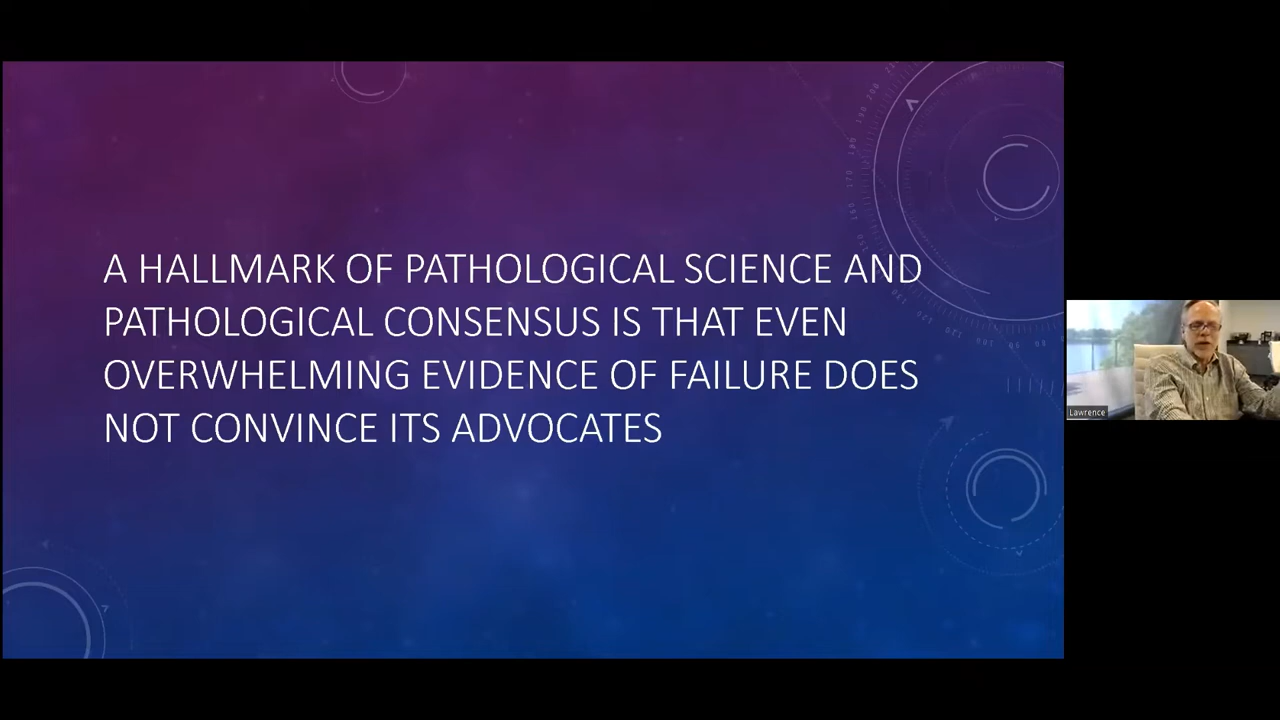 A HALLMARK OF PATHOLOGICAL SCIENCE AND
PATHOLOGICAL CONSENSUS IS THAT EVEN
OVERWHELMING EVIDENCE OF FAILURE DOES
NOT CONVINCE ITS ADVOCATES
Lawrence